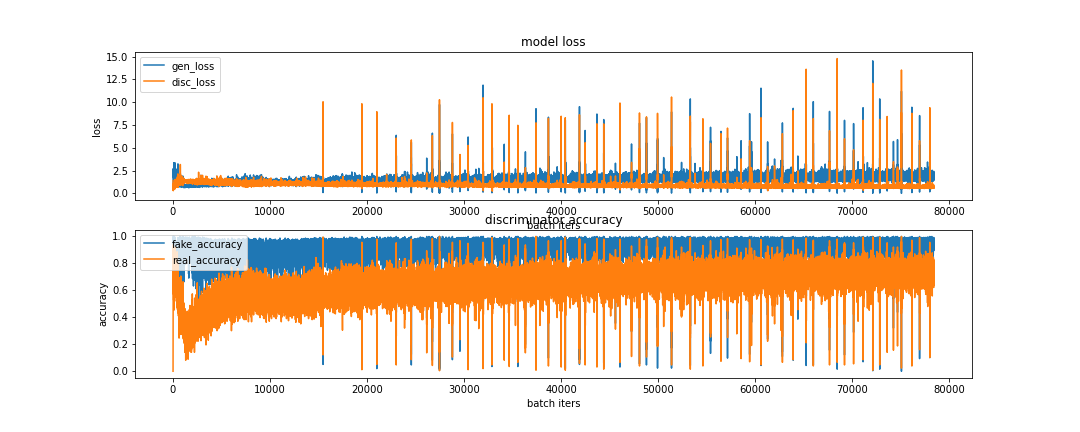 model loss
15.0
12.5
10.0
7.5
5.0
2.5
0.0
loss
gen_loss
disc_loss
0 10000 20000 30000 40000 50000 60000 70000 80000
batch iters
discriminator accuracy
1.0
0.8
0.6
0.4
0.2
0.0
accuracy
fake_accuracy
real_accuracy
0 10000 20000 30000 40000 50000 60000 70000 80000
batch iters